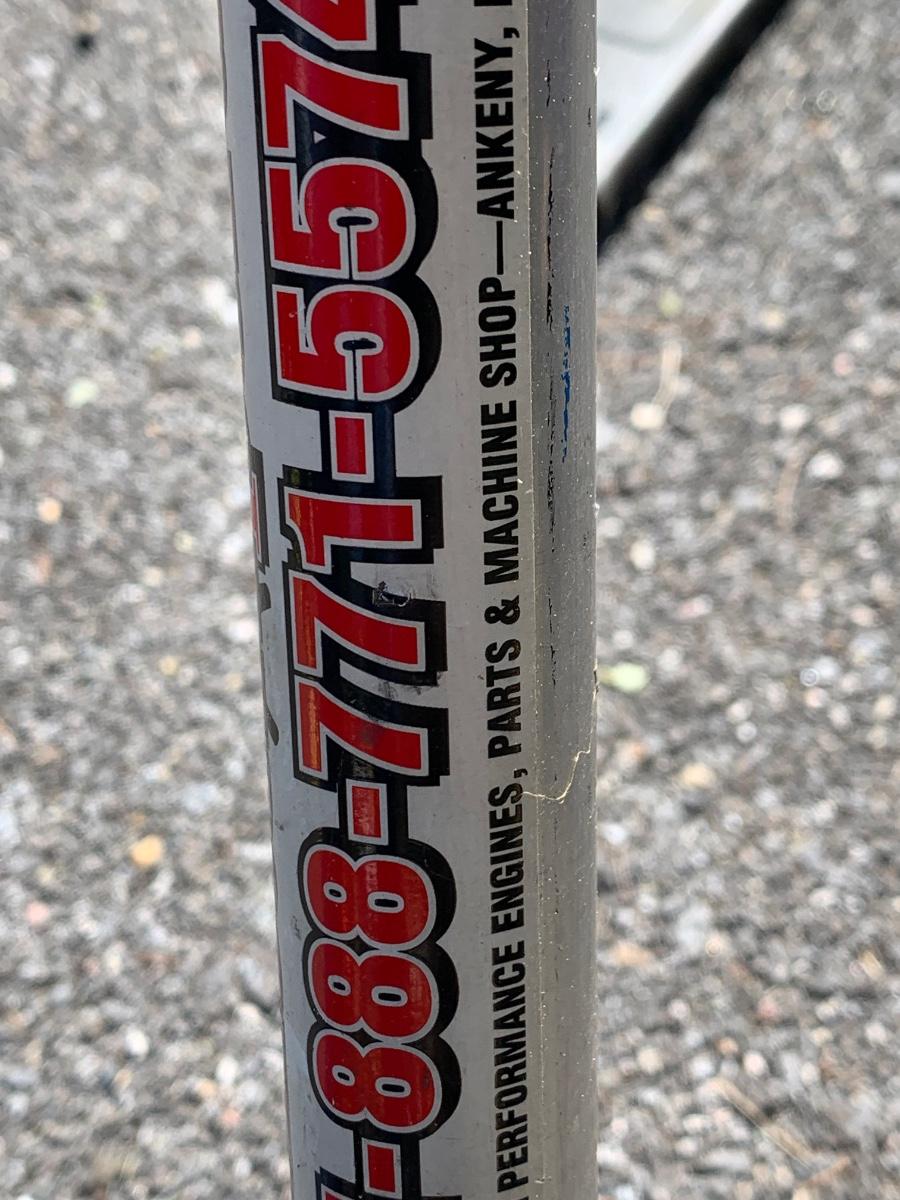 -888-771-557
PERFORMANCE ENGINES, PARTS & MACHINE SHOP—ANKENY,